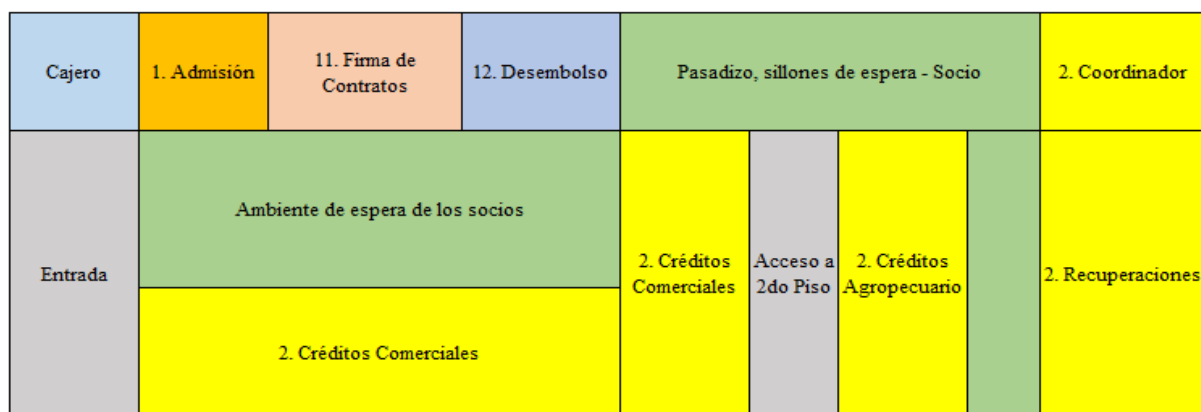 Cajero
1. Admisión
11. Firma de
Contratos
12. Desembolso
Pasadizo, sillones de espera - Socio
2. Coordinador
Entrada
Ambiente de espera de los socios
2. Créditos Comerciales
2. Créditos
Comerciales
Acceso a
2do Piso
2. Créditos
Agropecuario
2. Recuperaciones